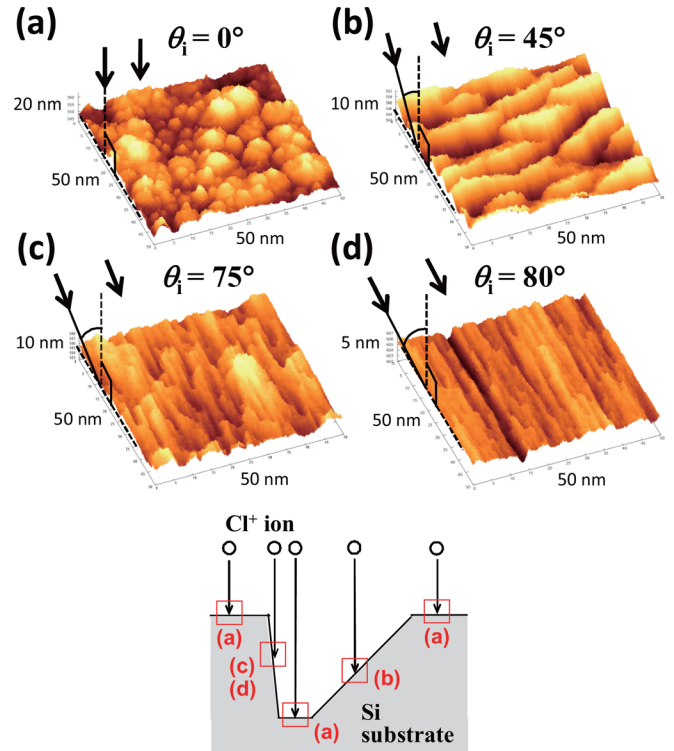 (a)
θi = 0°
20 nm
50 nm
50 nm
(b)
θi = 45°
10 nm
50 nm
50 nm
(c)
θi = 75°
10 nm
50 nm
50 nm
(d)
θi = 80°
5 nm
50 nm
50 nm
Cl⁺ ion
(a)
(c)
(d)
(a)
(b)
(a)
Si
substrate